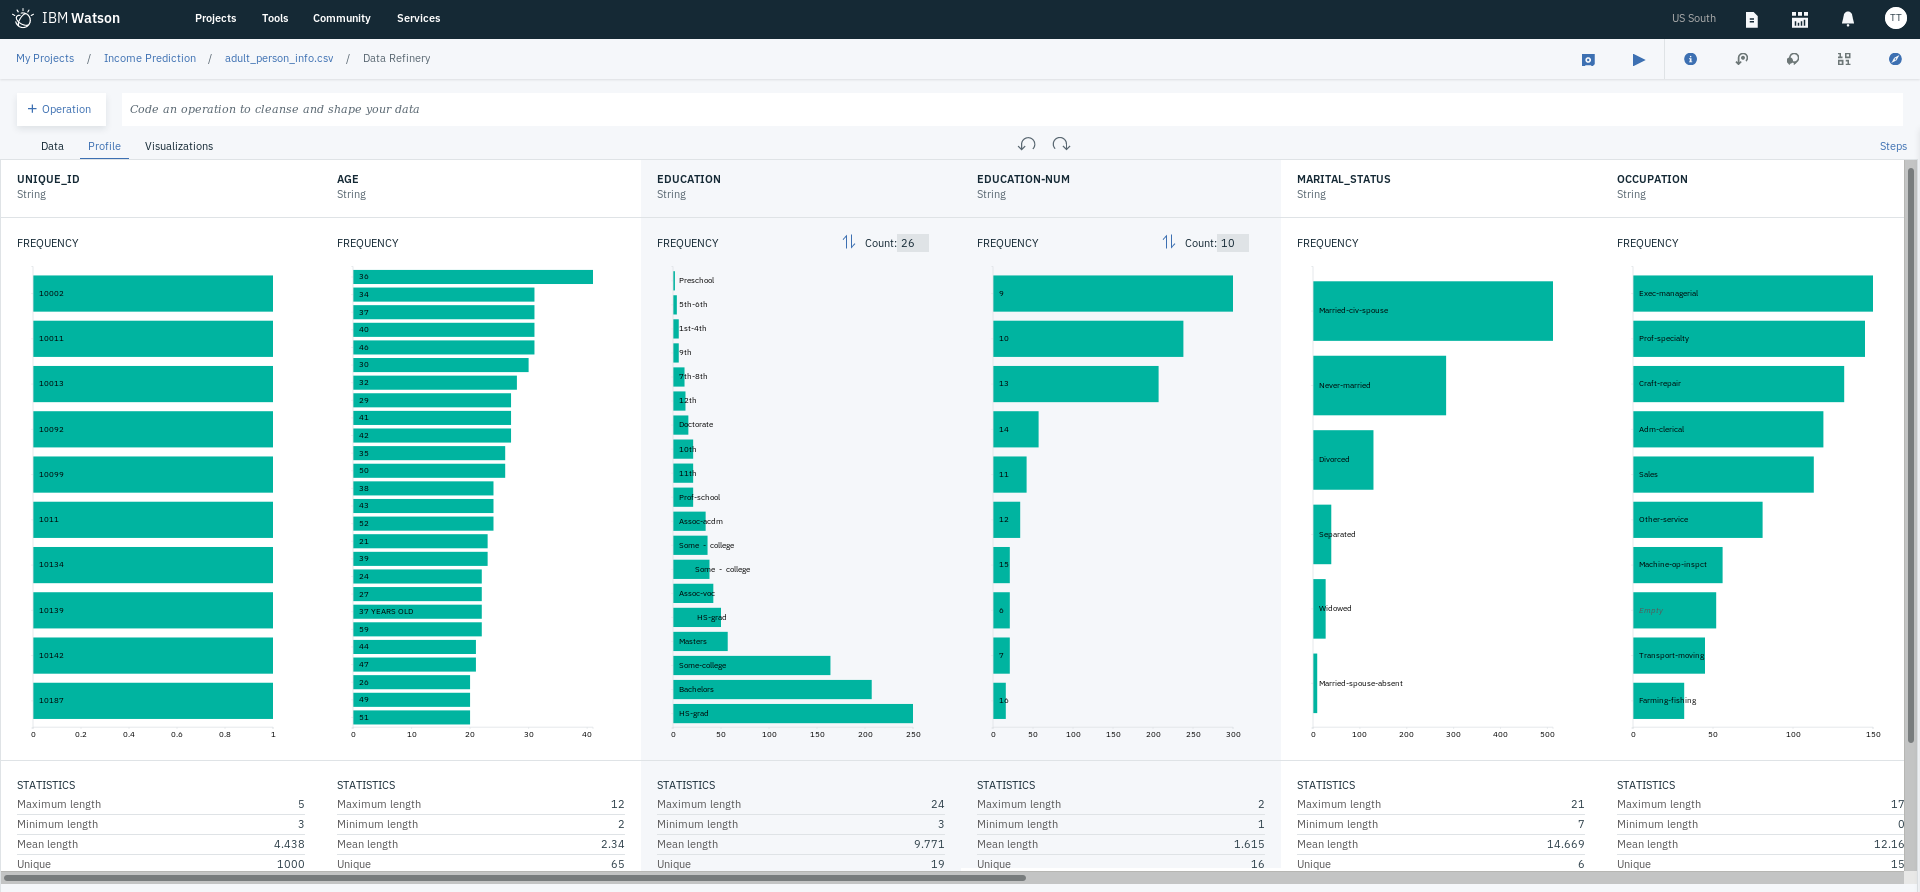 IBM Watson Projects Tools Community Services US South TT
My Projects / Income Prediction / adult_person_info.csv / Data Refinery
+ Operation Code an operation to cleanse and shape your data
Data Profile Visualizations Steps
UNIQUE_ID
String
FREQUENCY
10002
10011
10013
10092
10099
1011
10134
10139
10142
10187
0 0.2 0.4 0.6 0.8 1
STATISTICS
Maximum length 5
Minimum length 3
Mean length 4.438
Unique 1000
AGE
String
FREQUENCY
36
34
37
40
46
30
32
29
41
42
35
50
38
43
52
21
39
24
27
37 YEARS OLD
59
44
47
26
49
51
0 10 20 30 40
STATISTICS
Maximum length 12
Minimum length 2
Mean length 2.34
Unique 65
EDUCATION
String
FREQUENCY Count: 26
Preschool
5th-6th
1st-4th
9th
7th-8th
12th
Doctorate
10th
11th
Prof-school
Assoc-acdm
Some - college
Some - college
Assoc-voc
HS-grad
Masters
Some-college
Bachelors
HS-grad
0 50 100 150 200 250
STATISTICS
Maximum length 24
Minimum length 3
Mean length 9.771
Unique 19
EDUCATION-NUM
String
FREQUENCY Count: 10
9
10
13
14
11
12
15
6
7
16
0 50 100 150 200 250 300
STATISTICS
Maximum length 2
Minimum length 1
Mean length 1.615
Unique 16
MARITAL_STATUS
String
FREQUENCY
Married-civ-spouse
Never-married
Divorced
Separated
Widowed
Married-spouse-absent
0 100 200 300 400 500
STATISTICS
Maximum length 21
Minimum length 7
Mean length 14.669
Unique 6
OCCUPATION
String
FREQUENCY
Exec-managerial
Prof-specialty
Craft-repair
Adm-clerical
Sales
Other-service
Machine-op-inspct
Empty
Transport-moving
Farming-fishing
0 50 100 150
STATISTICS
Maximum length 17
Minimum length 0
Mean length 12.16
Unique 15